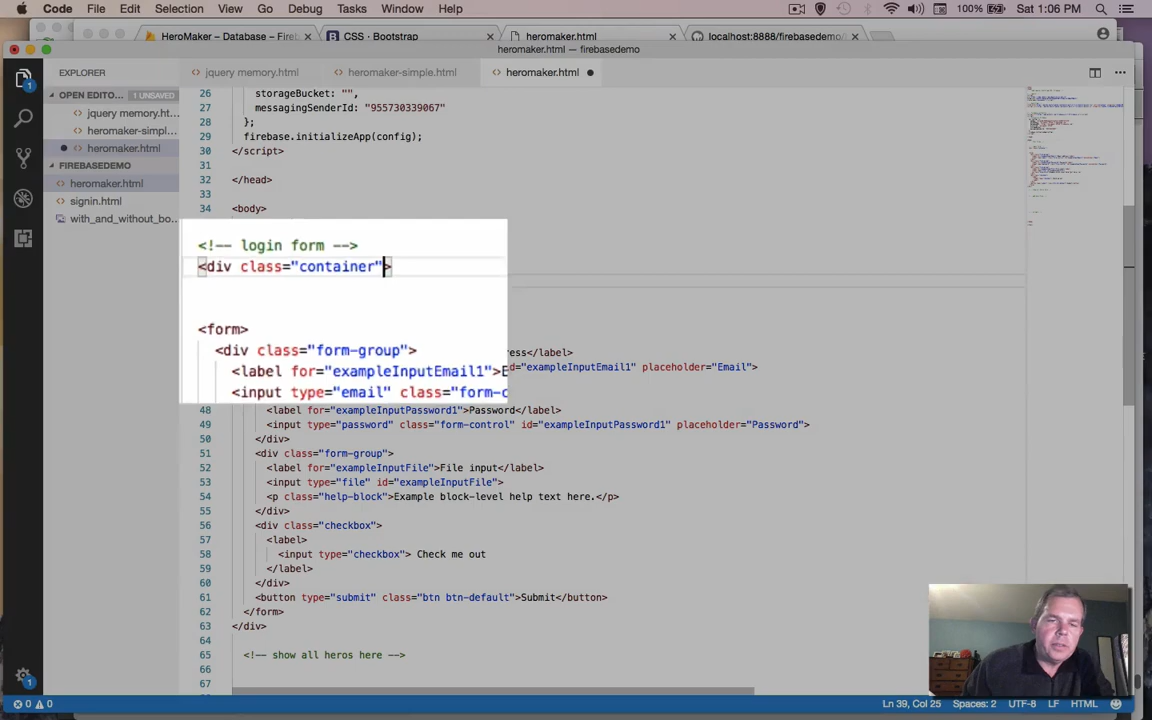 Code File Edit Selection View Go Debug Tasks Window Help 100% Sat 1:06 PM
HeroMaker – Database – Fireb × CSS · Bootstrap × heromaker.html × localhost:8888/firebasedemo/ ×
heromaker.html — firebasedemo
EXPLORER
jquery memory.html heromaker-simple.html heromaker.html
OPEN EDITO... 1 UNSAVED
jquery memory.ht...
heromaker-simpl...
heromaker.html
FIREBASEDEMO
heromaker.html
signin.html
with_and_without_bo...
26 storageBucket: "",
27 messagingSenderId: "955730339067"
28 };
29 firebase.initializeApp(config);
30 </script>
31
32 </head>
33
34 <body>
<!-- login form -->
<div class="container">
<form>
<div class="form-group">
<label for="exampleInputEmail1">E ress</label>
<input type="email" class="form-c id="exampleInputEmail1" placeholder="Email">
48 <label for="exampleInputPassword1">Password</label>
49 <input type="password" class="form-control" id="exampleInputPassword1" placeholder="Password">
50 </div>
51 <div class="form-group">
52 <label for="exampleInputFile">File input</label>
53 <input type="file" id="exampleInputFile">
54 <p class="help-block">Example block-level help text here.</p>
55 </div>
56 <div class="checkbox">
57 <label>
58 <input type="checkbox"> Check me out
59 </label>
60 </div>
61 <button type="submit" class="btn btn-default">Submit</button>
62 </form>
63 </div>
64
65 <!-- show all heros here -->
66
67
1
1
0 0 Ln 39, Col 25 Spaces: 2 UTF-8 LF HTML